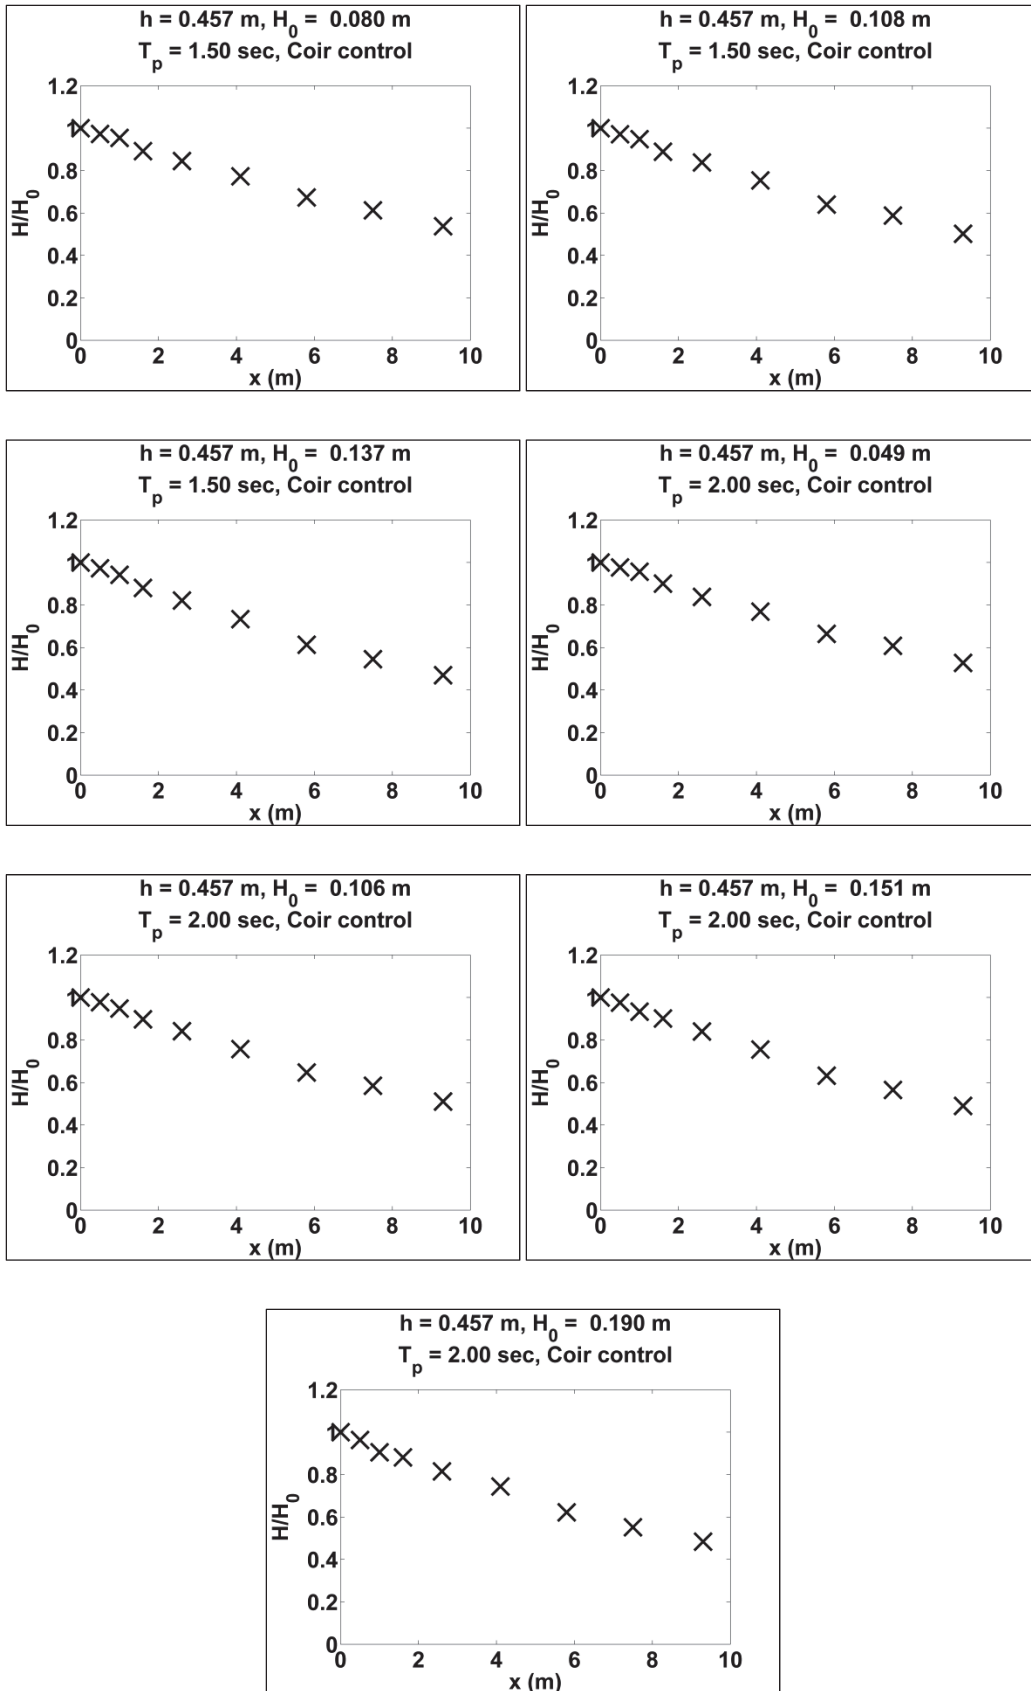 h = 0.457 m, H0 = 0.080 m
Tp = 1.50 sec, Coir control
1.2
1
0.8
0.6
0.4
0.2
0
H/H0
0 2 4 6 8 10
x (m)
h = 0.457 m, H0 = 0.108 m
Tp = 1.50 sec, Coir control
1.2
1
0.8
0.6
0.4
0.2
0
H/H0
0 2 4 6 8 10
x (m)
h = 0.457 m, H0 = 0.137 m
Tp = 1.50 sec, Coir control
1.2
1
0.8
0.6
0.4
0.2
0
H/H0
0 2 4 6 8 10
x (m)
h = 0.457 m, H0 = 0.049 m
Tp = 2.00 sec, Coir control
1.2
1
0.8
0.6
0.4
0.2
0
H/H0
0 2 4 6 8 10
x (m)
h = 0.457 m, H0 = 0.106 m
Tp = 2.00 sec, Coir control
1.2
1
0.8
0.6
0.4
0.2
0
H/H0
0 2 4 6 8 10
x (m)
h = 0.457 m, H0 = 0.151 m
Tp = 2.00 sec, Coir control
1.2
1
0.8
0.6
0.4
0.2
0
H/H0
0 2 4 6 8 10
x (m)
h = 0.457 m, H0 = 0.190 m
Tp = 2.00 sec, Coir control
1.2
1
0.8
0.6
0.4
0.2
0
H/H0
0 2 4 6 8 10
x (m)